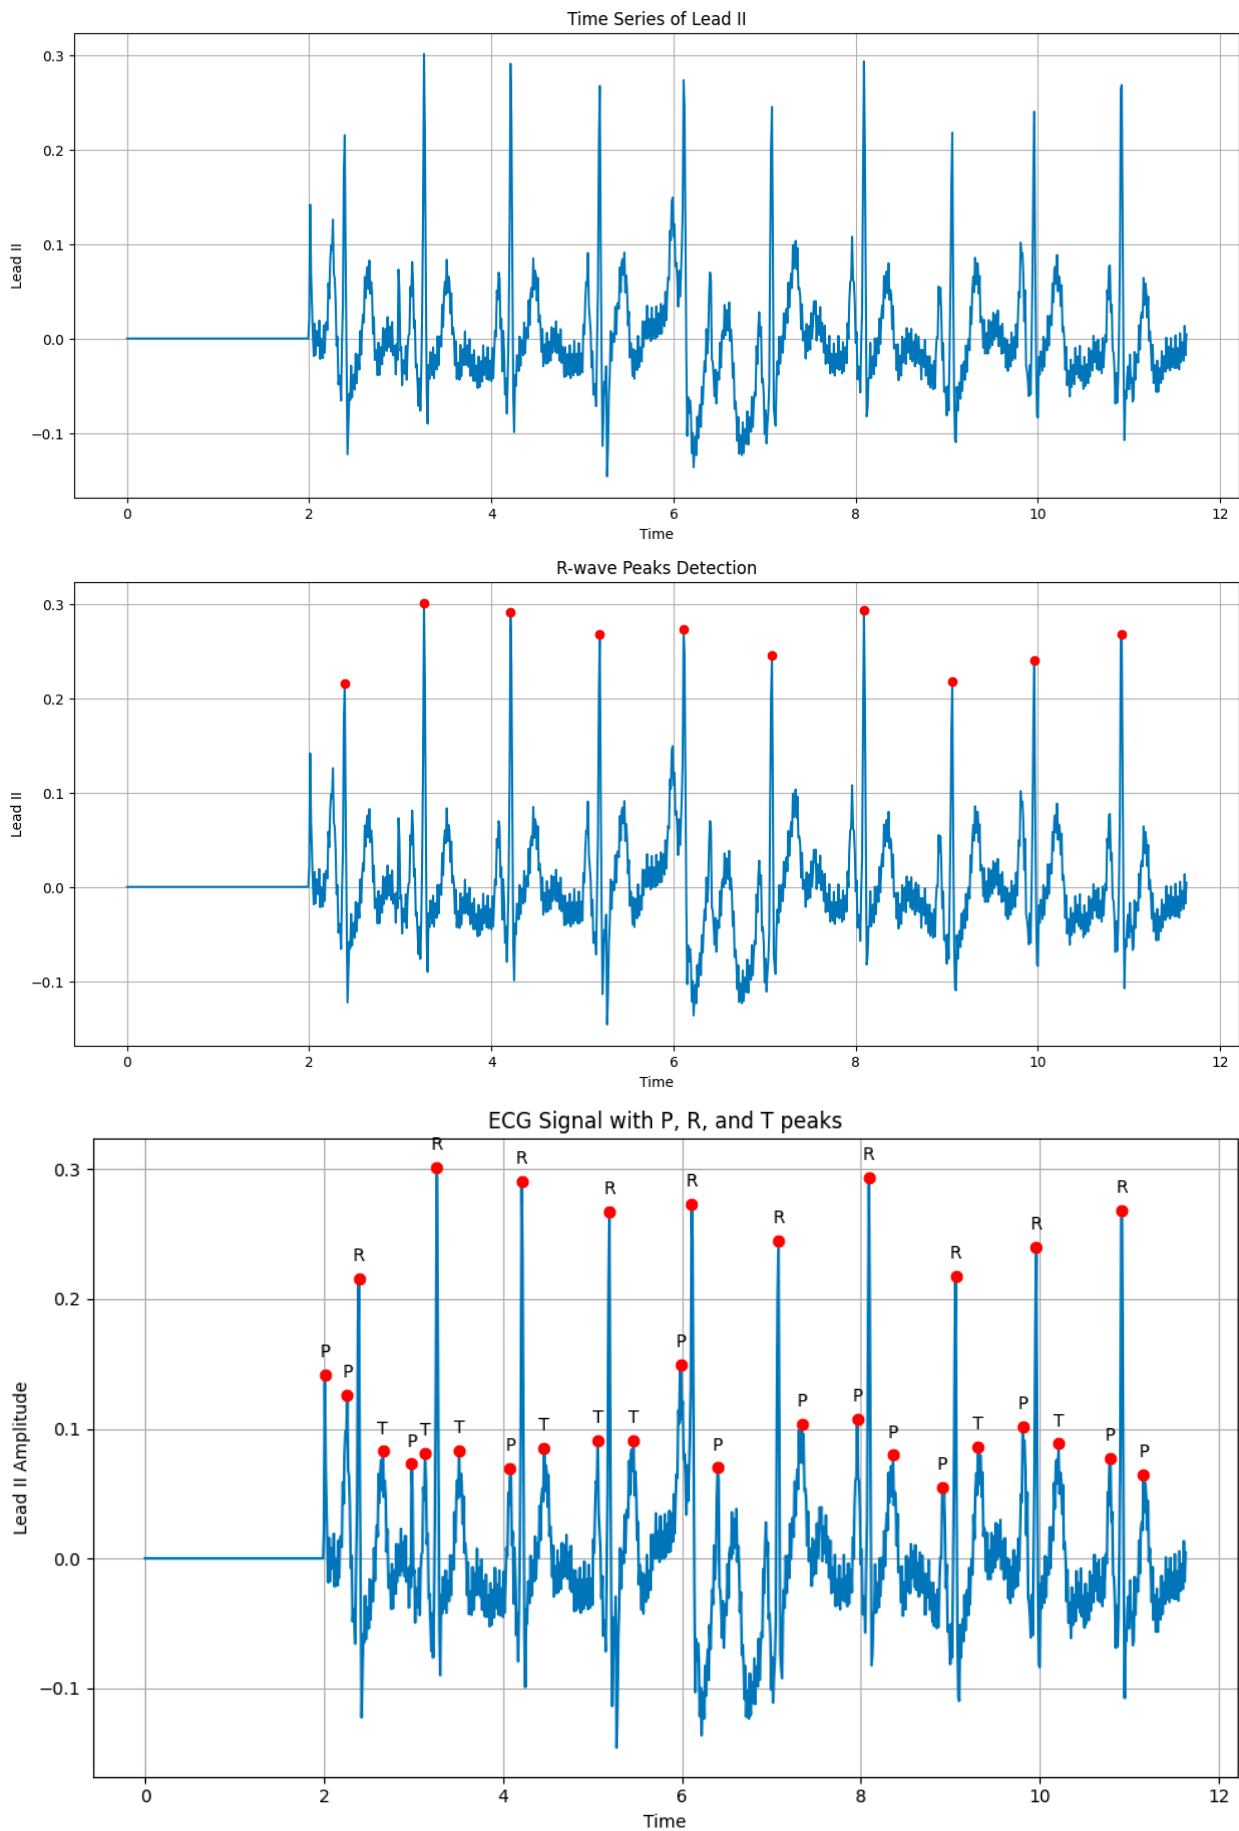 Time Series of Lead II
Lead II
0.3
0.2
0.1
0.0
−0.1
0 2 4 6 8 10 12
Time
R-wave Peaks Detection
Lead II
0.3
0.2
0.1
0.0
−0.1
0 2 4 6 8 10 12
Time
ECG Signal with P, R, and T peaks
Lead II Amplitude
0.3
0.2
0.1
0.0
−0.1
P P R T P T R T P R T T R T P R P R P P R P P R T P R T P R P
0 2 4 6 8 10 12
Time